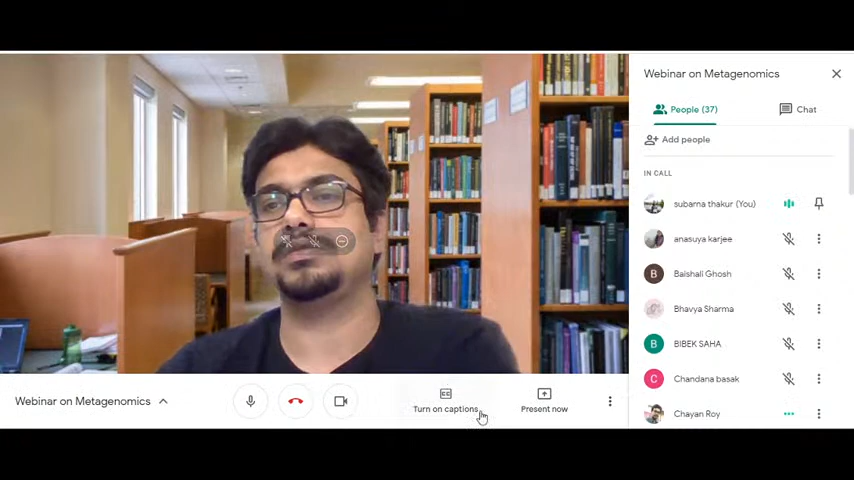 Webinar on Metagenomics
People (37)
Chat
Add people
IN CALL
subarna thakur (You)
anasuya karjee
B
Baishali Ghosh
Bhavya Sharma
B
BIBEK SAHA
C
Chandana basak
Chayan Roy
Webinar on Metagenomics
CC
Turn on captions
Present now